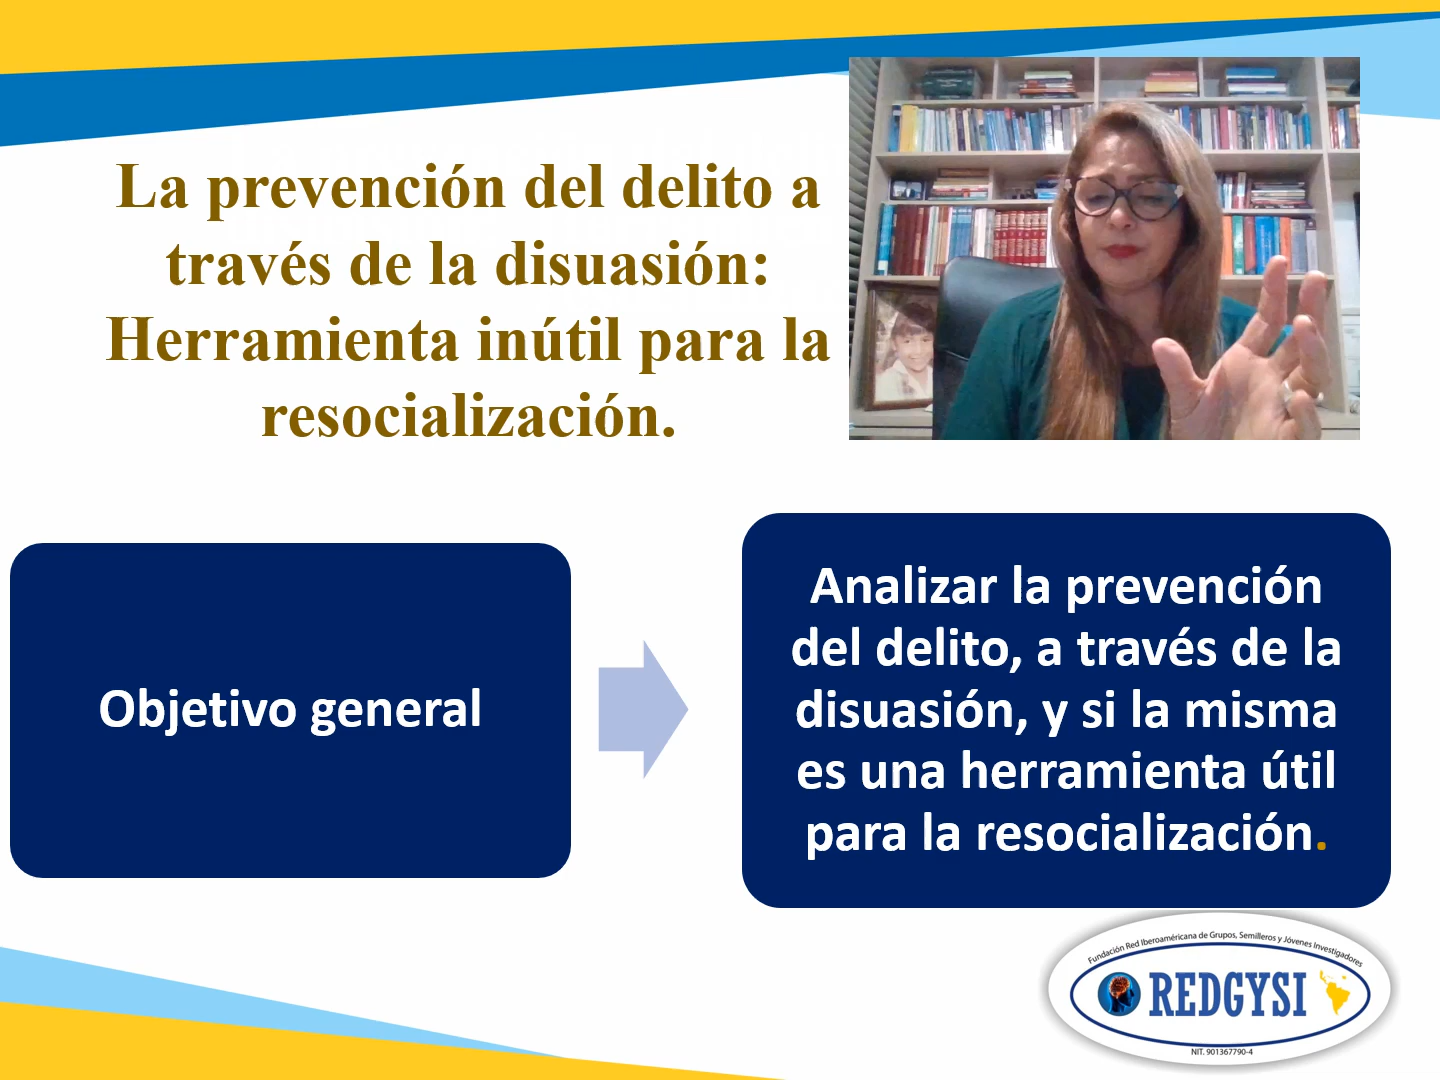 La prevención del delito a
través de la disuasión:
Herramienta inútil para la
resocialización.
Objetivo general
Analizar la prevención
del delito, a través de la
disuasión, y si la misma
es una herramienta útil
para la resocialización.
Fundación Red Iberoaméricana de Grupos, Semilleros y Jóvenes Investigadores
REDGYSI
NIT. 901367790-4